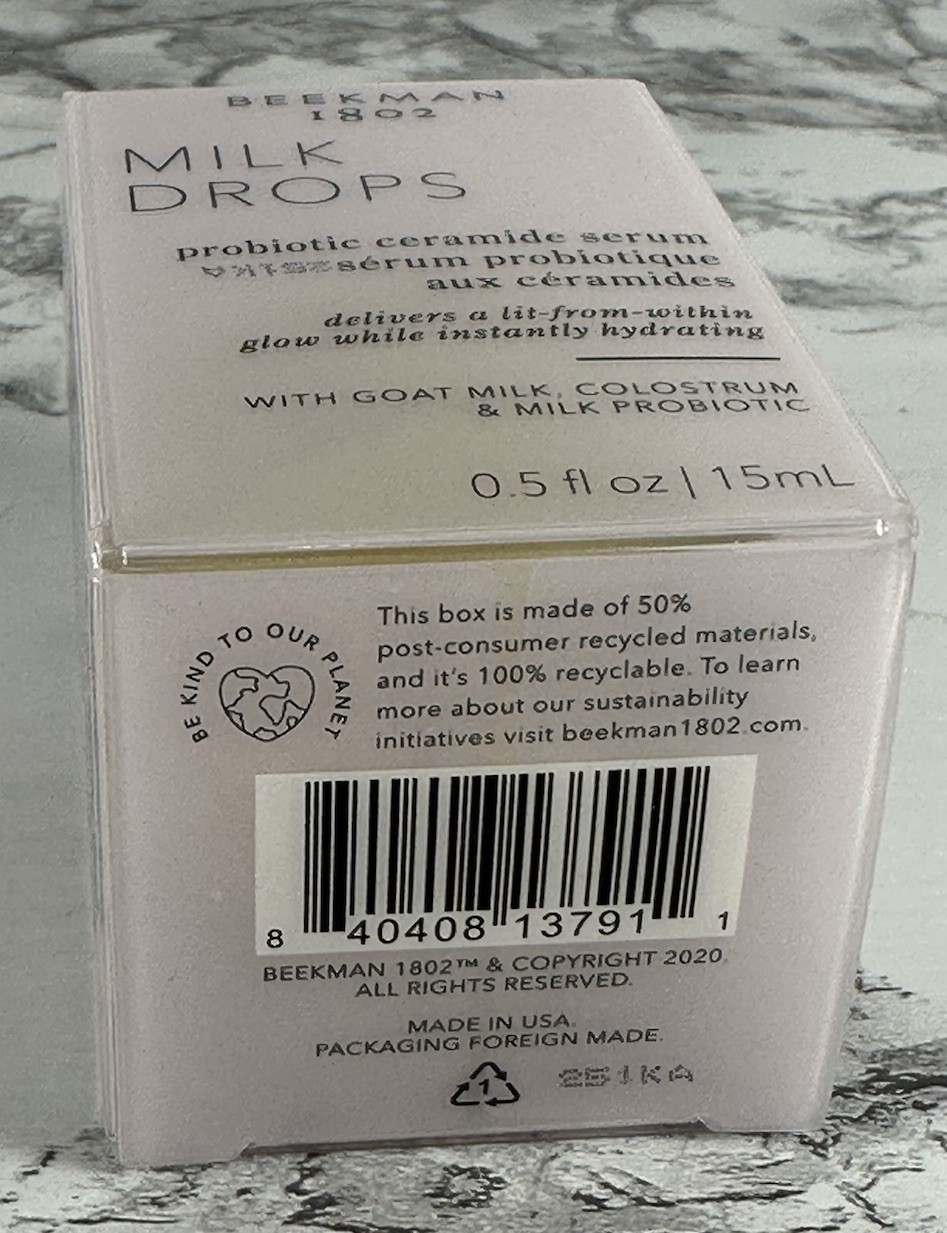 BEEKMAN
1802
MILK
DROPS
probiotic ceramide serum
sérum probiotique
aux céramides
delivers a lit-from-within
glow while instantly hydrating
WITH GOAT MILK, COLOSTRUM
& MILK PROBIOTIC
0.5 fl oz | 15mL
BE KIND TO OUR PLANET
This box is made of 50%
post-consumer recycled materials,
and it's 100% recyclable. To learn
more about our sustainability
initiatives visit beekman1802.com.
8 40408 13791 1
BEEKMAN 1802™ & COPYRIGHT 2020.
ALL RIGHTS RESERVED.
MADE IN USA.
PACKAGING FOREIGN MADE.
1